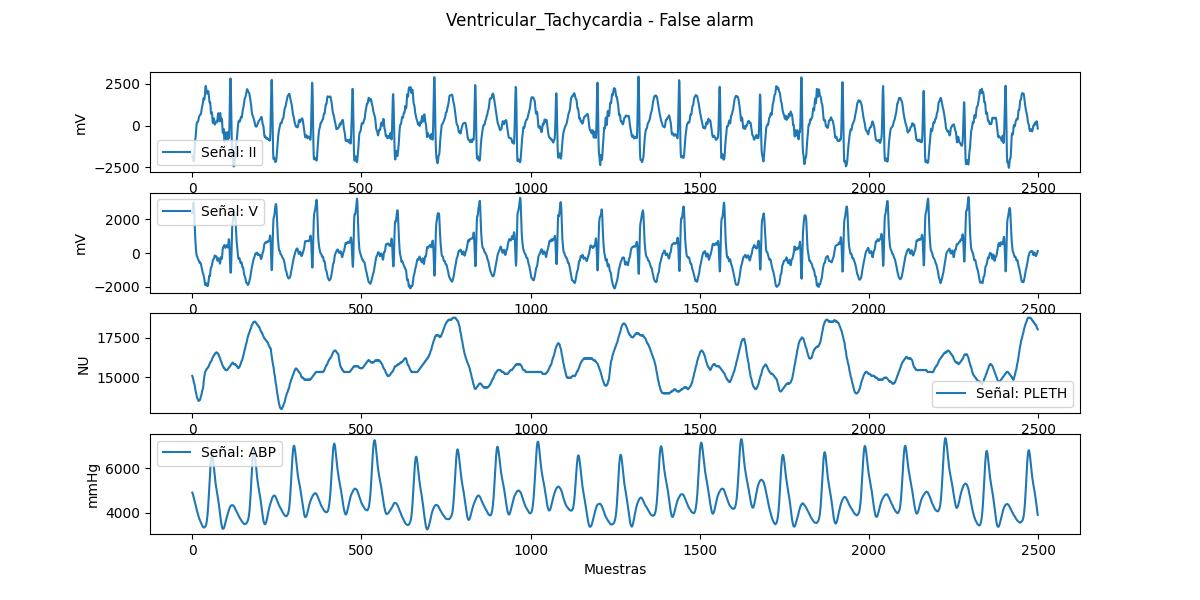 Ventricular_Tachycardia - False alarm
2500
0
−2500
mV
Señal: II
0 500 1000 1500 2000 2500
2000
0
−2000
mV
Señal: V
0 500 1000 1500 2000 2500
17500
15000
NU
Señal: PLETH
0 500 1000 1500 2000 2500
6000
4000
mmHg
Señal: ABP
0 500 1000 1500 2000 2500
Muestras